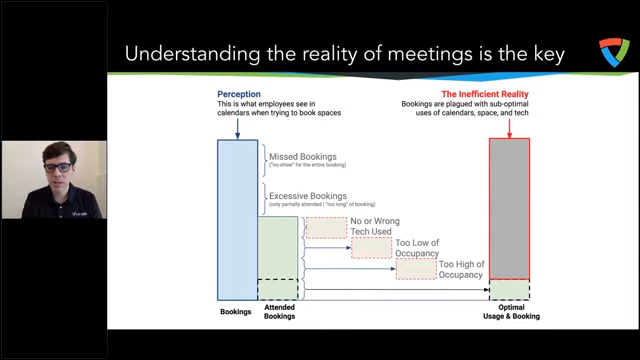 Understanding the reality of meetings is the key
Perception
This is what employees see in
calendars when trying to book spaces
The Inefficient Reality
Bookings are plagued with sub-optimal
uses of calendars, space, and tech
Missed Bookings
("no-show" for the entire booking)
Excessive Bookings
(only partially attended / "too long" of booking)
No or Wrong
Tech Used
Too Low of
Occupancy
Too High of
Occupancy
Bookings
Attended
Bookings
Optimal
Usage & Booking